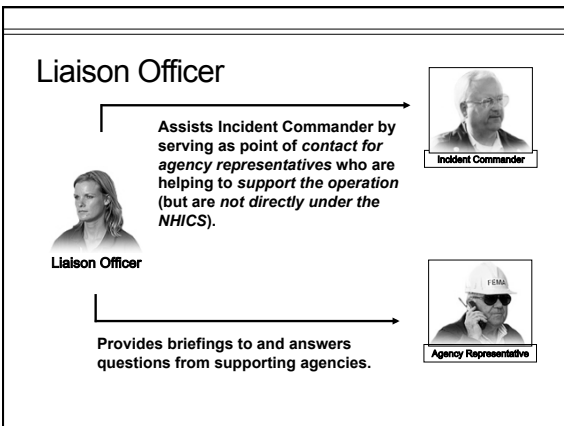 Liaison Officer
Assists Incident Commander by
serving as point of contact for
agency representatives who are
helping to support the operation
(but are not directly under the
NHICS).
Incident Commander
Liaison Officer
FEMA
Provides briefings to and answers
questions from supporting agencies.
Agency Representative